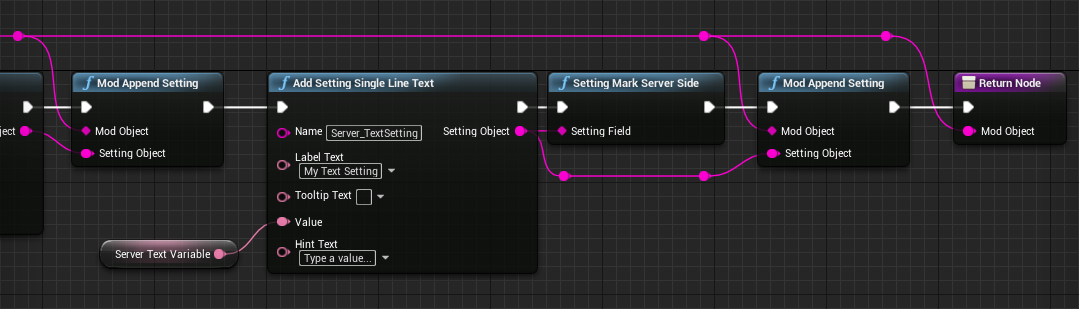 Mod Append Setting
Add Setting Single Line Text
Setting Mark Server Side
Mod Append Setting
Return Node
ject
Mod Object
Setting Object
Name Server_TextSetting
Setting Object
Label Text
My Text Setting
Tooltip Text
Value
Hint Text
Type a value...
Setting Field
Mod Object
Setting Object
Mod Object
Server Text Variable